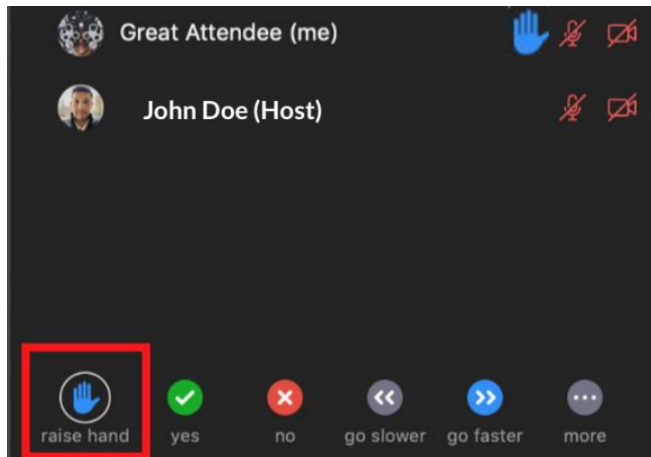 Great Attendee (me)
John Doe (Host)
raise hand yes no go slower go faster more